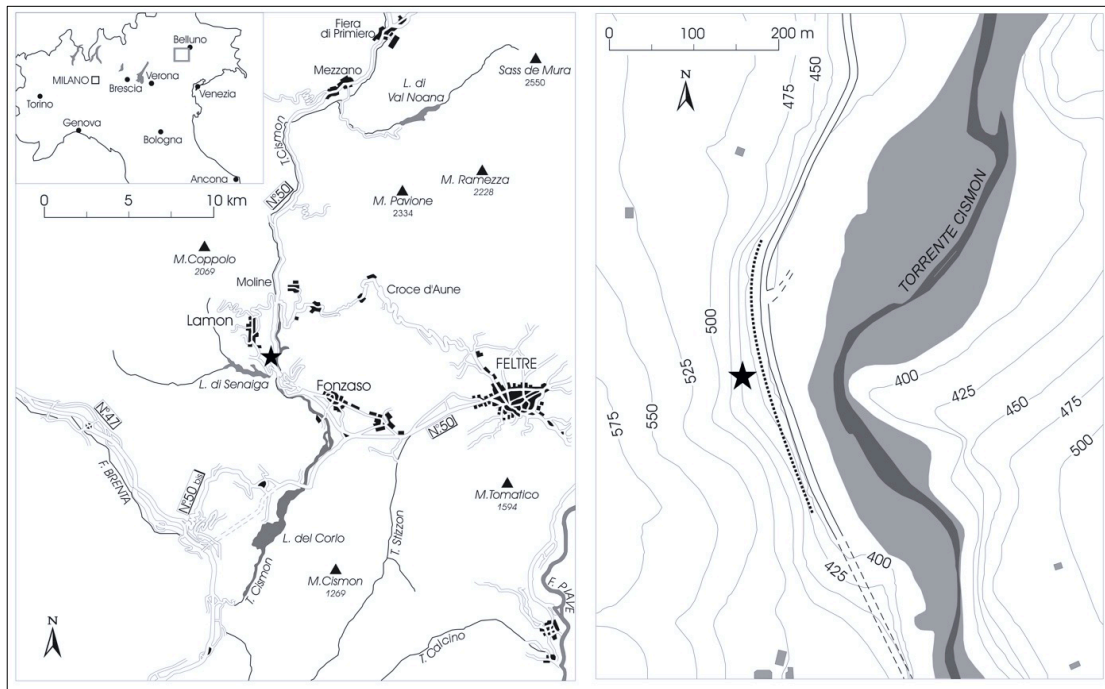 Belluno
MILANO
Verona
Brescia
Venezia
Torino
Genova
Bologna
Ancona
0 5 10 km
Fiera
di Primiero
Mezzano
L. di
Val Noana
Sass de Mura
2550
T. Cismon
N°50
M. Ramezza
2228
M. Pavione
2334
M.Coppolo
2069
Moline
Croce d'Aune
Lamon
L. di Senaiga
FELTRE
Fonzaso
N°50
N°47
F. BRENTA
N°50 bis
M.Tomatico
1594
L. del Corlo
T. Stizzon
M.Cismon
1269
T. Cismon
F. PIAVE
T. Calcino
N
0 100 200 m
N
450
475
500
525
550
575
TORRENTE CISMON
400
425
450
475
500
400
425